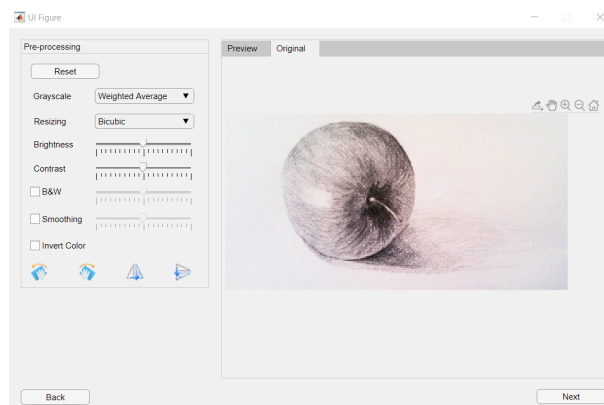 UI Figure
Pre-processing
Reset
Grayscale Weighted Average
Resizing Bicubic
Brightness
Contrast
B&W
Smoothing
Invert Color
Preview Original
Back
Next